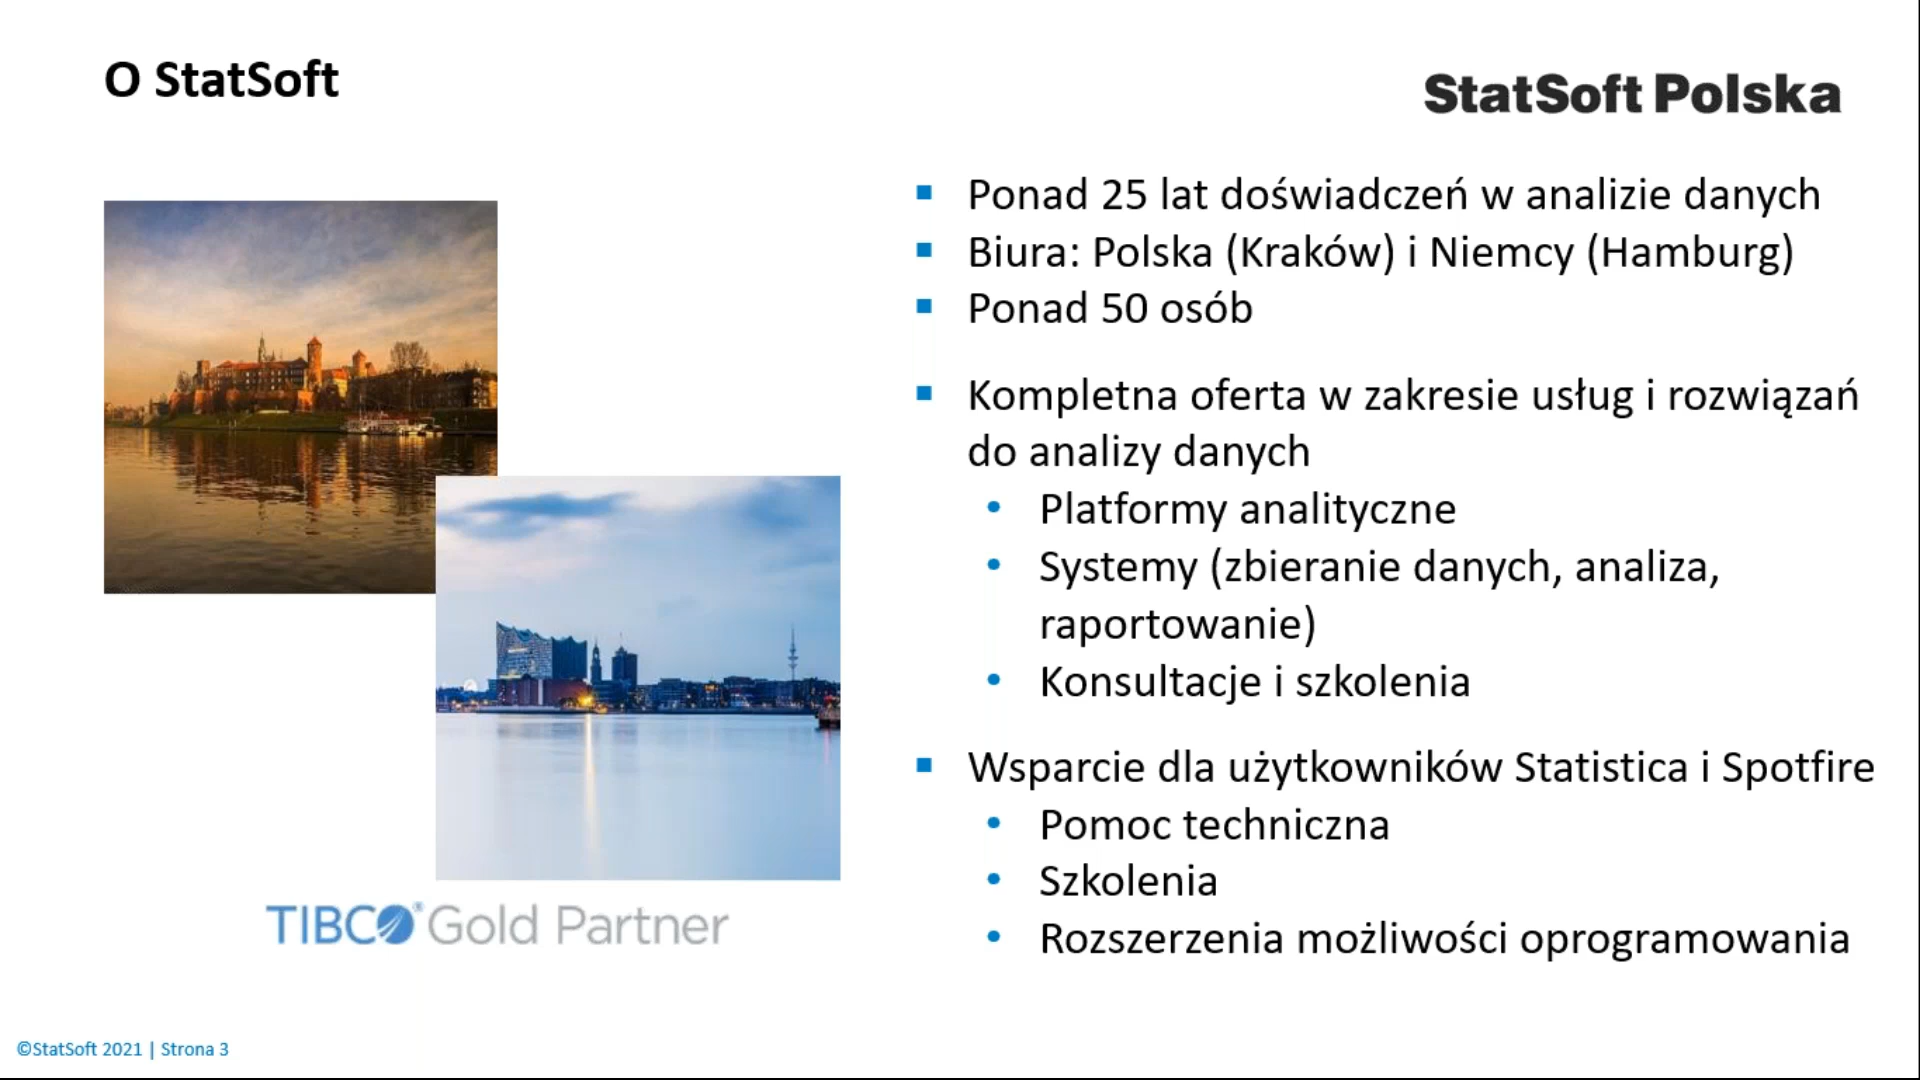 O StatSoft
StatSoft Polska
▪ Ponad 25 lat doświadczeń w analizie danych
▪ Biura: Polska (Kraków) i Niemcy (Hamburg)
▪ Ponad 50 osób
▪ Kompletna oferta w zakresie usług i rozwiązań
do analizy danych
• Platformy analityczne
• Systemy (zbieranie danych, analiza,
raportowanie)
• Konsultacje i szkolenia
▪ Wsparcie dla użytkowników Statistica i Spotfire
• Pomoc techniczna
• Szkolenia
• Rozszerzenia możliwości oprogramowania
TIBCO® Gold Partner
©StatSoft 2021 | Strona 3